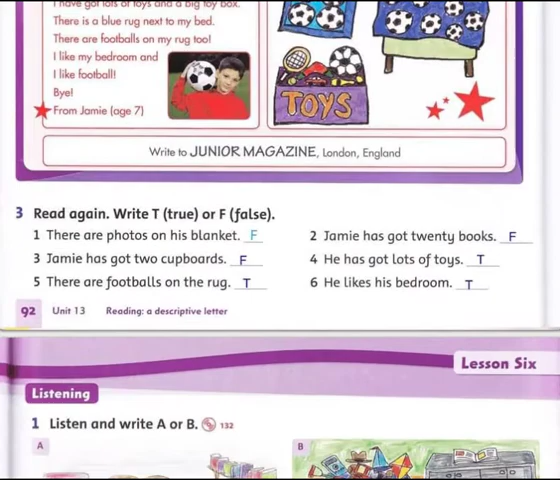 I have got lots of toys and a big toy box.
There is a blue rug next to my bed.
There are footballs on my rug too!
I like my bedroom and
I like football!
Bye!
From Jamie (age 7)
TOYS
Write to JUNIOR MAGAZINE, London, England
3 Read again. Write T (true) or F (false).
1 There are photos on his blanket. F
2 Jamie has got twenty books. F
3 Jamie has got two cupboards. F
4 He has got lots of toys. T
5 There are footballs on the rug. T
6 He likes his bedroom. T
92 Unit 13 Reading: a descriptive letter
Lesson Six
Listening
1 Listen and write A or B. 132
A
B